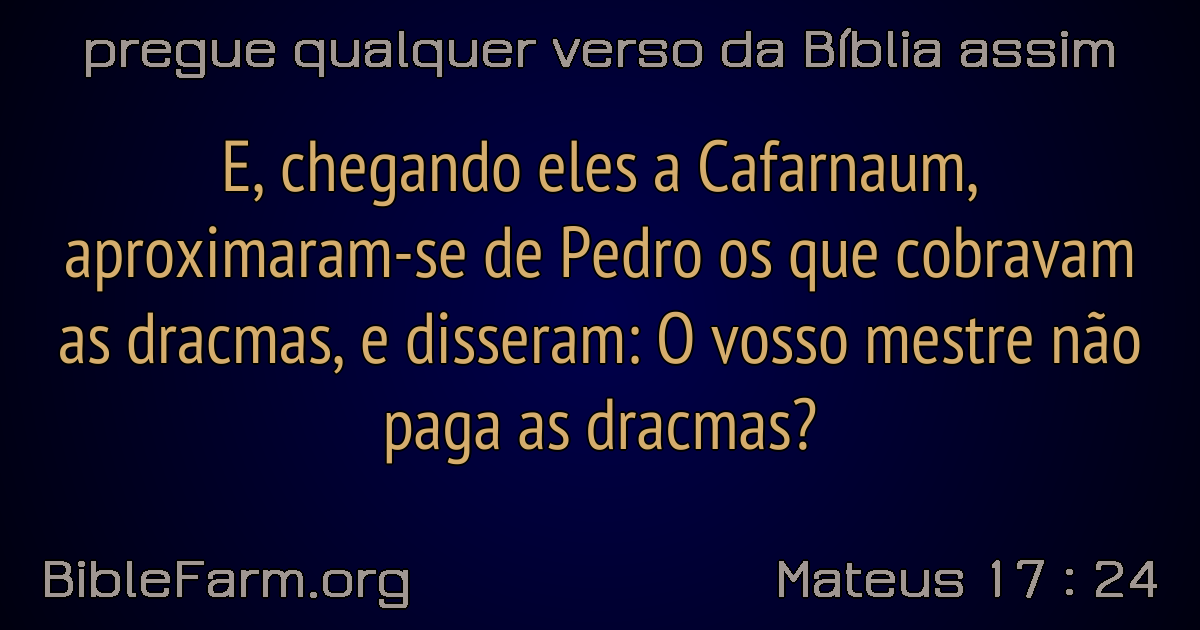 pregue qualquer verso da Bíblia assim
E, chegando eles a Cafarnaum,
aproximaram-se de Pedro os que cobravam
as dracmas, e disseram: O vosso mestre não
paga as dracmas?
BibleFarm.org
Mateus 17 : 24